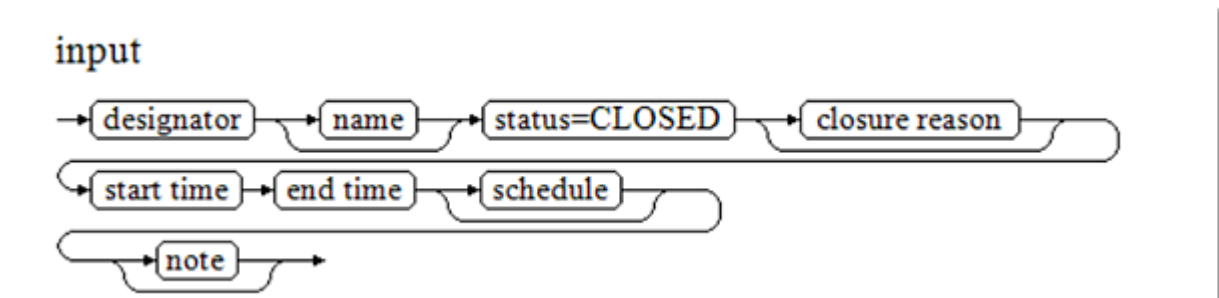 input
designator name status=CLOSED closure reason
start time end time schedule
note